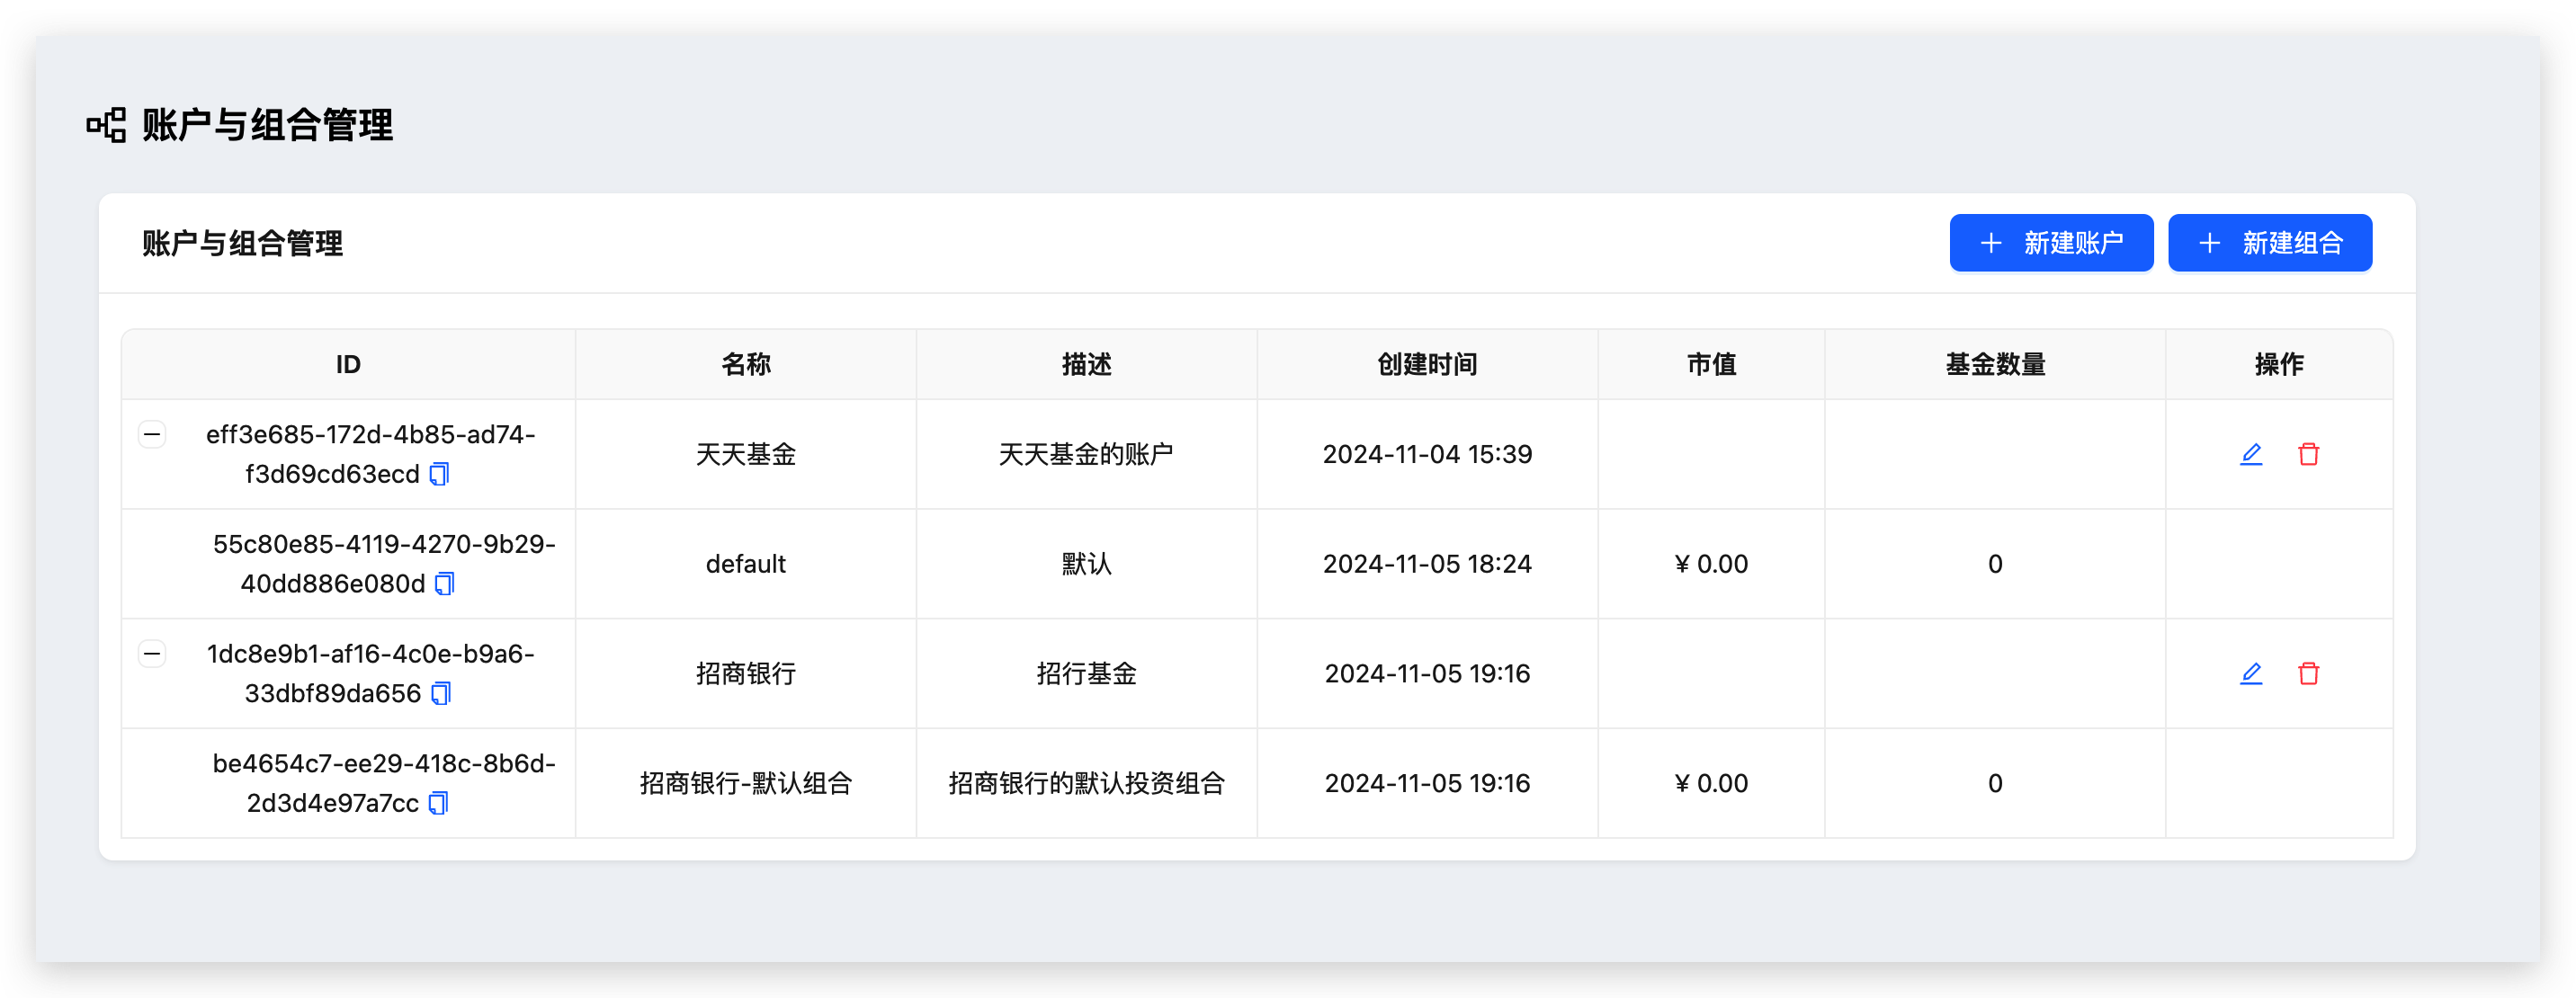 账户与组合管理
账户与组合管理
新建账户
新建组合
ID 名称 描述 创建时间 市值 基金数量 操作
eff3e685-172d-4b85-ad74-
f3d69cd63ecd
天天基金
天天基金的账户
2024-11-04 15:39
55c80e85-4119-4270-9b29-
40dd886e080d
default
默认
2024-11-05 18:24
¥ 0.00
0
1dc8e9b1-af16-4c0e-b9a6-
33dbf89da656
招商银行
招行基金
2024-11-05 19:16
be4654c7-ee29-418c-8b6d-
2d3d4e97a7cc
招商银行-默认组合
招商银行的默认投资组合
2024-11-05 19:16
¥ 0.00
0